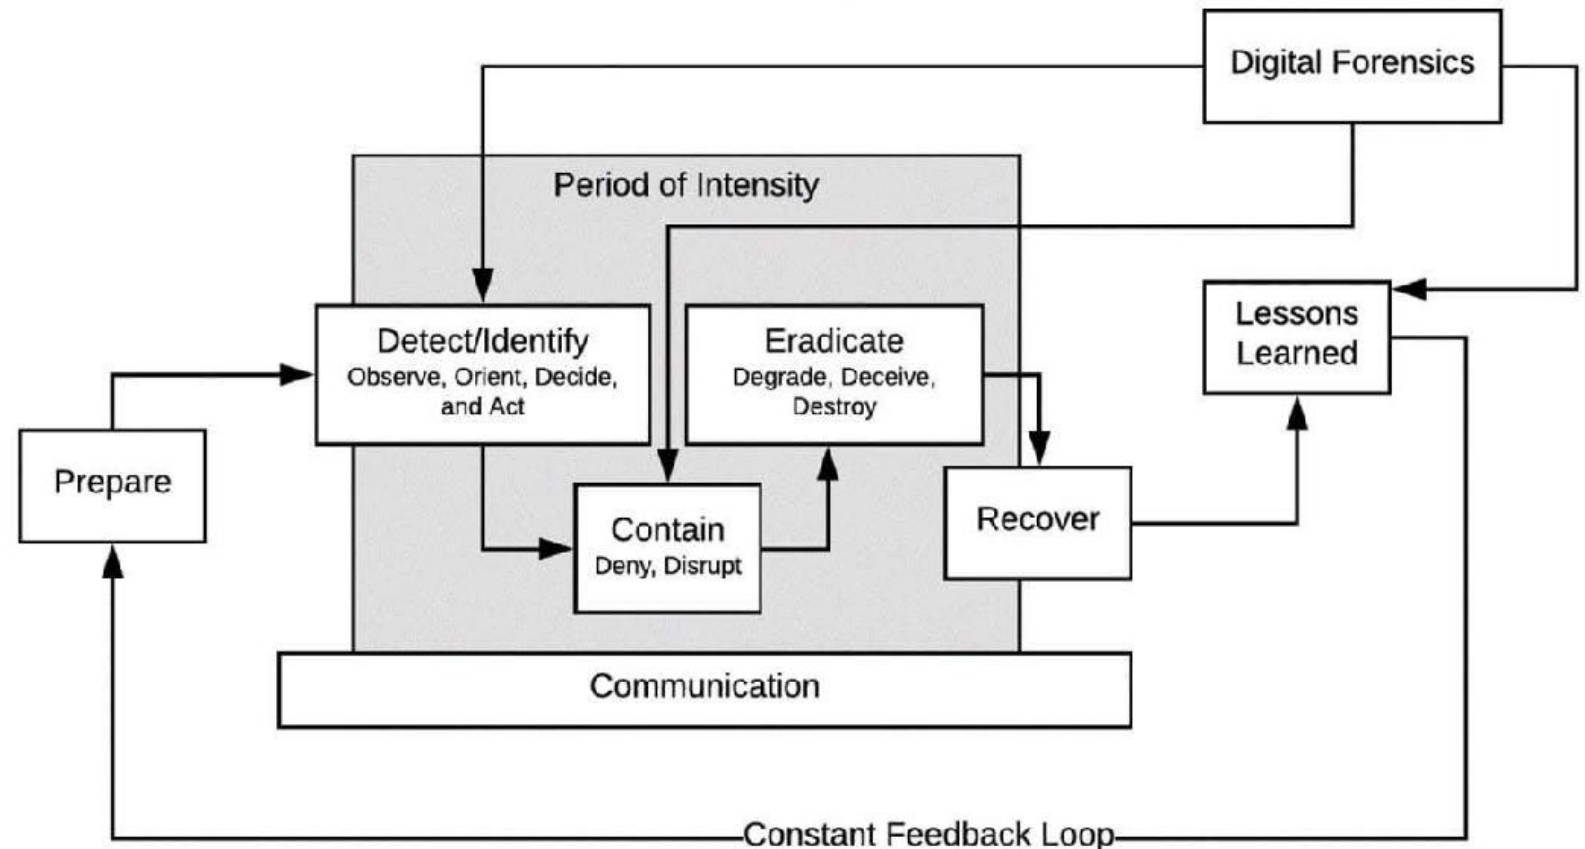 Digital Forensics
Period of Intensity
Detect/Identify
Observe, Orient, Decide,
and Act
Eradicate
Degrade, Deceive,
Destroy
Lessons
Learned
Prepare
Contain
Deny, Disrupt
Recover
Communication
Constant Feedback Loop